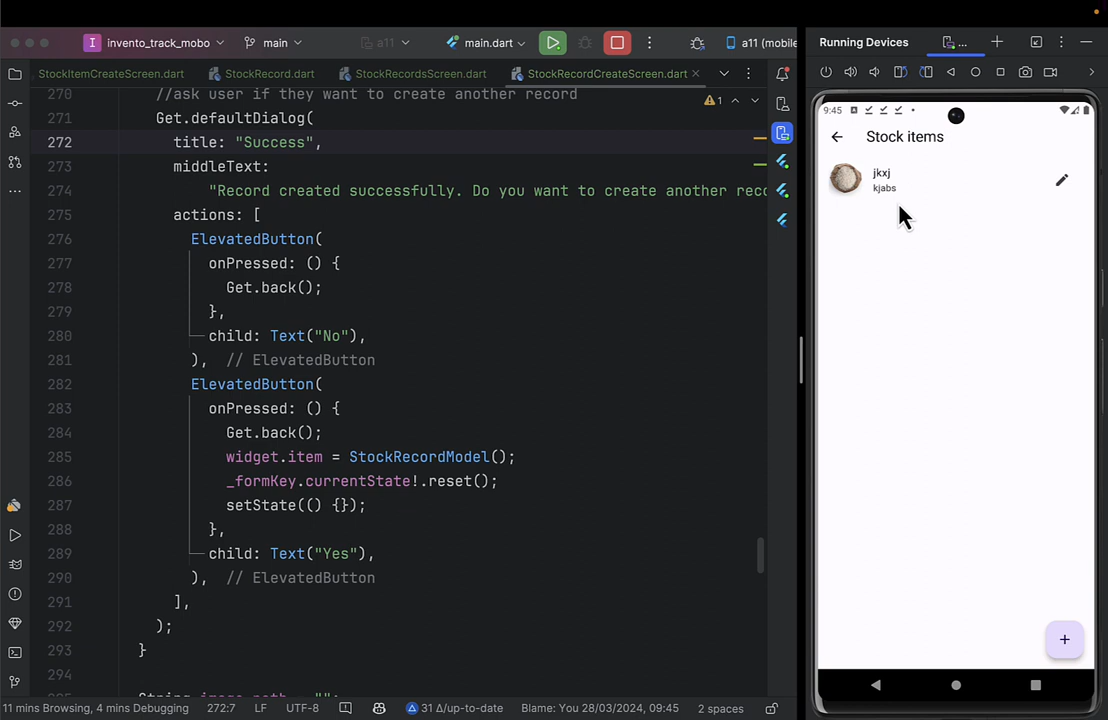 invento_track_mobo
main
a11
main.dart
a11 (mobile
Running Devices
...
StockItemCreateScreen.dart
StockRecord.dart
StockRecordsScreen.dart
StockRecordCreateScreen.dart
270 //ask user if they want to create another record
271 Get.defaultDialog(
272 title: "Success",
273 middleText:
274 "Record created successfully. Do you want to create another reco
275 actions: [
276 ElevatedButton(
277 onPressed: () {
278 Get.back();
279 },
280 child: Text("No"),
281 ), // ElevatedButton
282 ElevatedButton(
283 onPressed: () {
284 Get.back();
285 widget.item = StockRecordModel();
286 _formKey.currentState!.reset();
287 setState(() {});
288 },
289 child: Text("Yes"),
290 ), // ElevatedButton
291 ],
292 );
293 }
294
1
9:45
Stock items
jkxj
kjabs
11 mins Browsing, 4 mins Debugging
272:7
LF
UTF-8
31 Δ/up-to-date
Blame: You 28/03/2024, 09:45
2 spaces